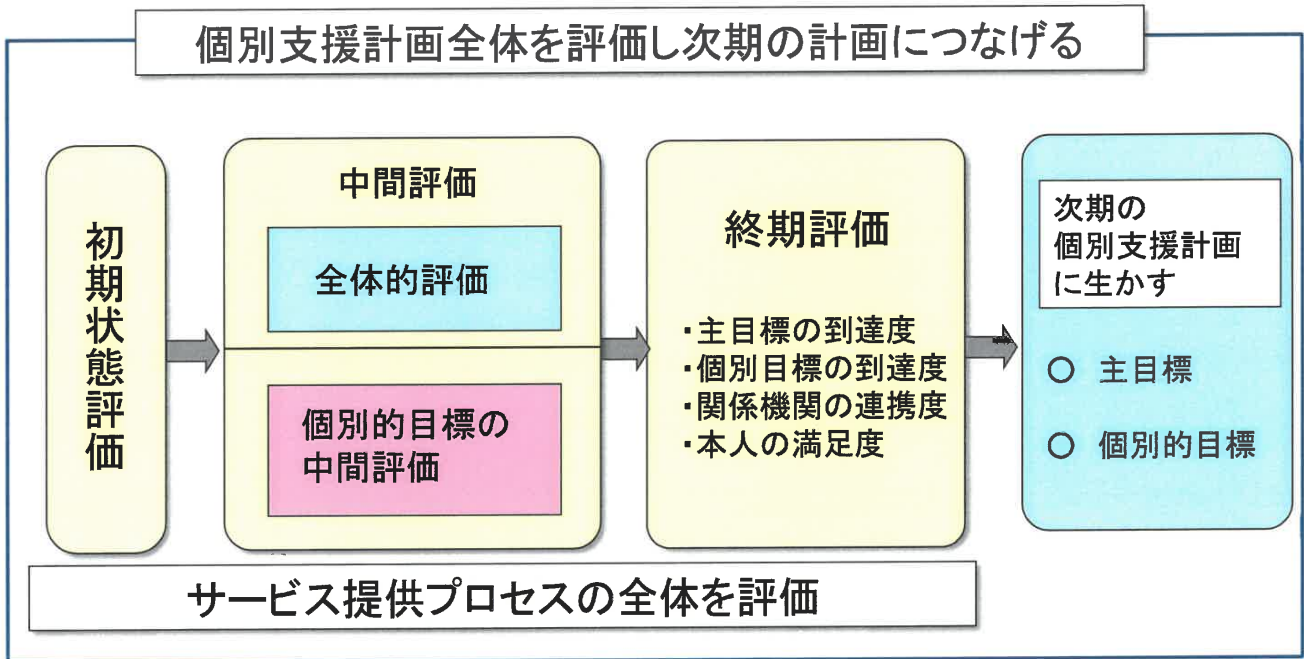 個別支援計画全体を評価し次期の計画につなげる
初期状態評価
中間評価
全体的評価
個別的目標の
中間評価
終期評価
・主目標の到達度
・個別目標の到達度
・関係機関の連携度
・本人の満足度
次期の
個別支援計画
に生かす
○ 主目標
○ 個別的目標
サービス提供プロセスの全体を評価